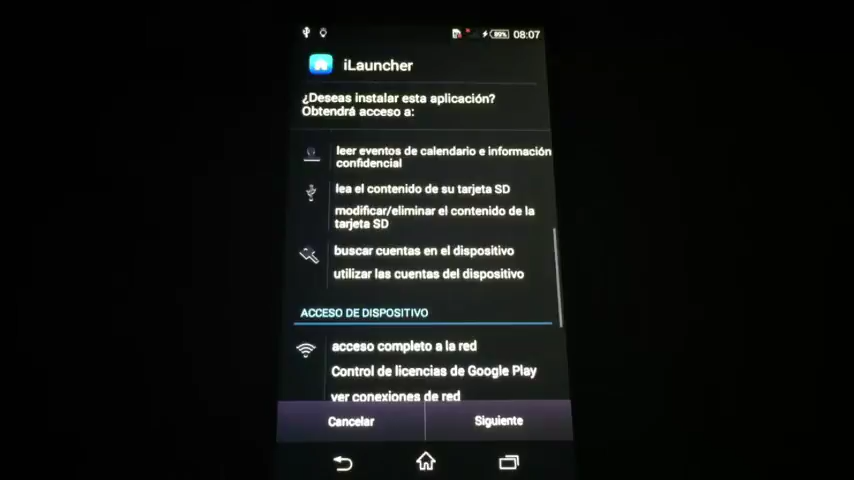 89% 08:07
iLauncher
¿Deseas instalar esta aplicación?
Obtendrá acceso a:
leer eventos de calendario e información
confidencial
lea el contenido de su tarjeta SD
modificar/eliminar el contenido de la
tarjeta SD
buscar cuentas en el dispositivo
utilizar las cuentas del dispositivo
ACCESO DE DISPOSITIVO
acceso completo a la red
Control de licencias de Google Play
ver conexiones de red
Cancelar Siguiente